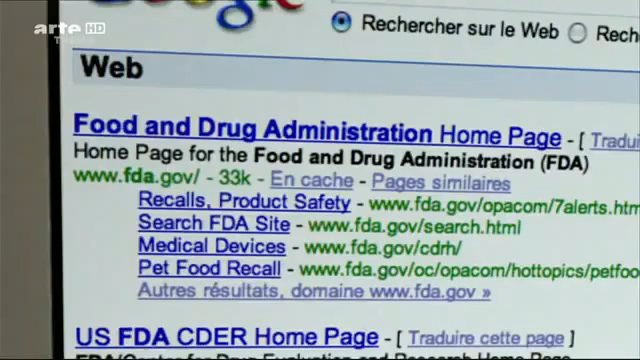 arte HD
Google
Rechercher sur le Web
Web
Food and Drug Administration Home Page - [
Home Page for the Food and Drug Administration (FDA)
www.fda.gov/ - 33k - En cache - Pages similaires
Recalls, Product Safety - www.fda.gov/opacom/7alerts.htm
Search FDA Site - www.fda.gov/search.html
Medical Devices - www.fda.gov/cdrh/
Pet Food Recall - www.fda.gov/oc/opacom/hottopics/petfoo
Autres résultats, domaine www.fda.gov »
US FDA CDER Home Page - [ Traduire cette page ]